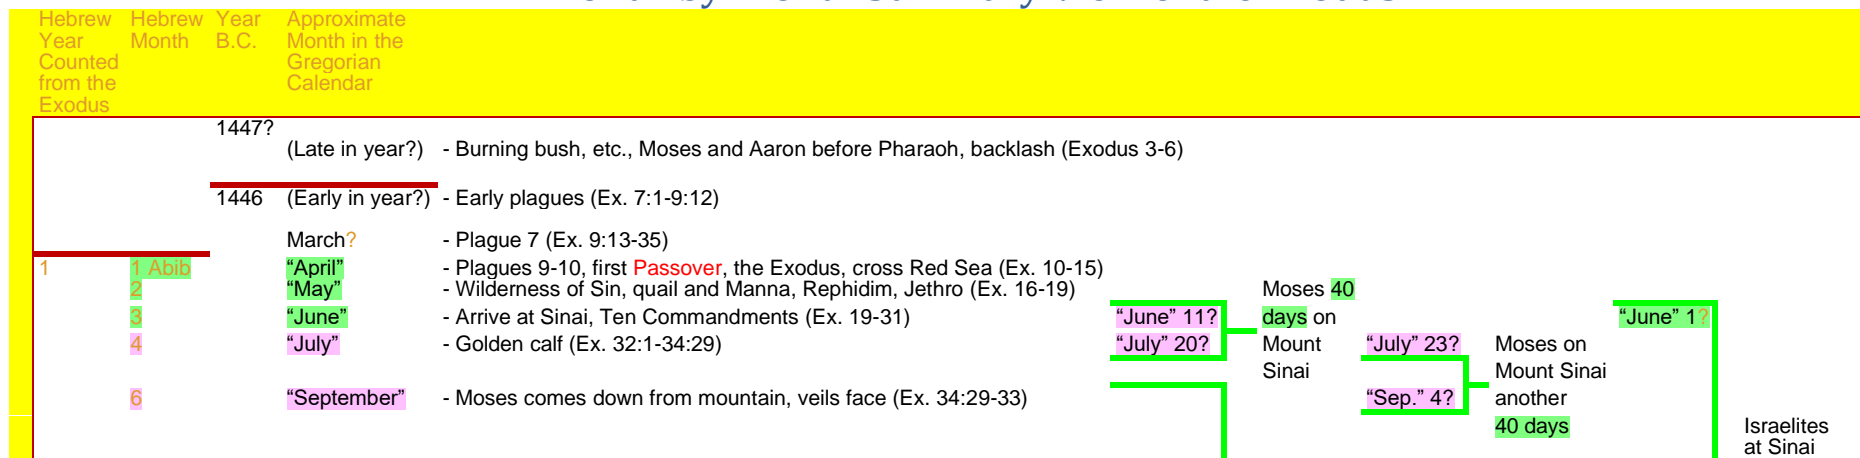 Hebrew Hebrew Year Approximate
Year Month B.C. Month in the
Counted Gregorian
from the Calendar
Exodus
1447?
(Late in year?) - Burning bush, etc., Moses and Aaron before Pharaoh, backlash (Exodus 3-6)
1446 (Early in year?) - Early plagues (Ex. 7:1-9:12)
March? - Plague 7 (Ex. 9:13-35)
1 1 Abib “April” - Plagues 9-10, first Passover, the Exodus, cross Red Sea (Ex. 10-15)
2 “May” - Wilderness of Sin, quail and Manna, Rephidim, Jethro (Ex. 16-19) Moses 40
3 “June” - Arrive at Sinai, Ten Commandments (Ex. 19-31) “June” 11? days on “June” 1?
4 “July” - Golden calf (Ex. 32:1-34:29) “July” 20? Mount “July” 23? Moses on
Sinai Mount Sinai
6 “September” - Moses comes down from mountain, veils face (Ex. 34:29-33) “Sep.” 4? another
40 days Israelites
at Sinai